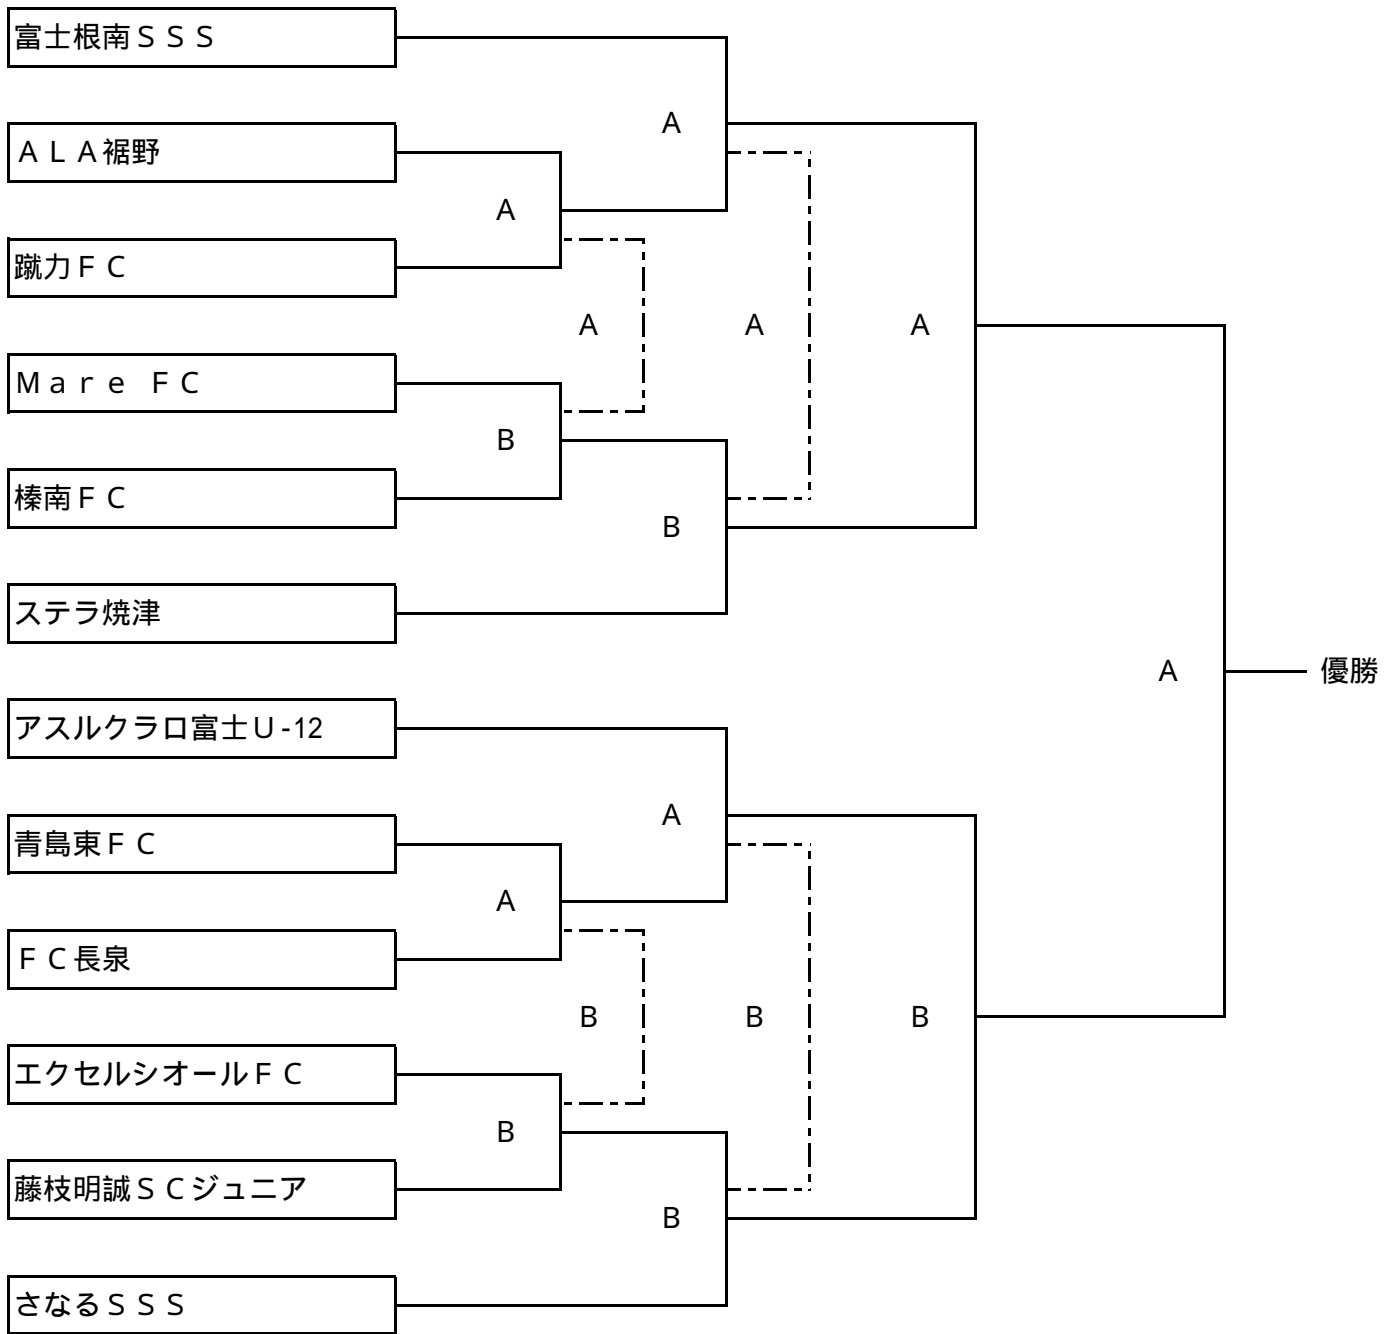 富士根南ＳＳＳ
A
ＡＬＡ裾野
A
蹴力ＦＣ
A A A
Ｍａｒｅ　ＦＣ
B
榛南ＦＣ
B
ステラ焼津
A 優勝
アスルクラロ富士Ｕ-12
A
青島東ＦＣ
A
ＦＣ長泉
B B B
エクセルシオールＦＣ
B
藤枝明誠ＳＣジュニア
B
さなるＳＳＳ